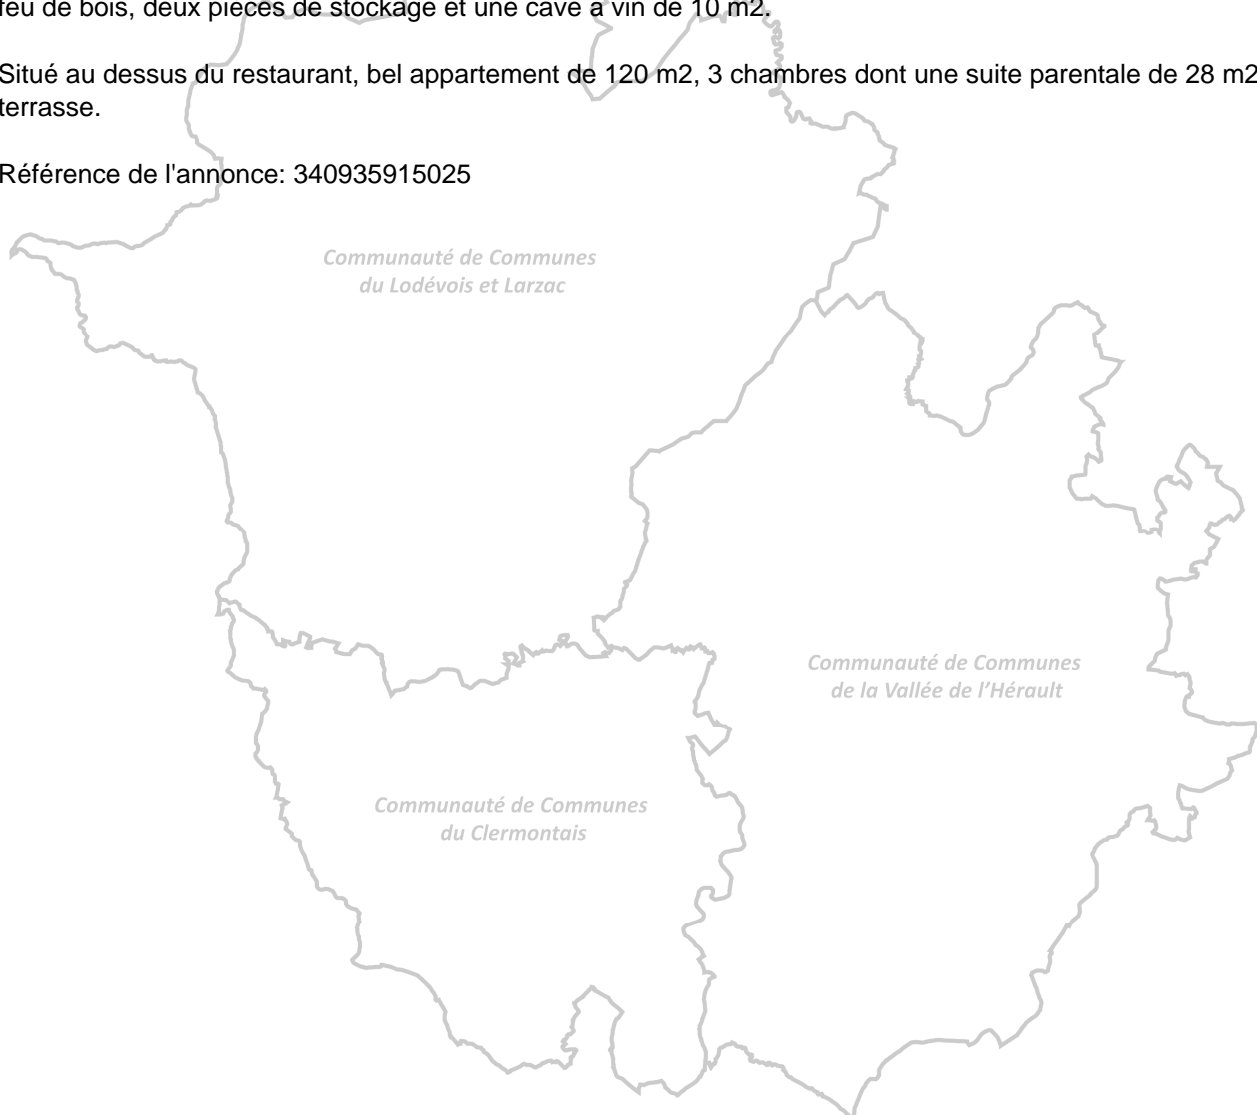 feu de bois, deux pièces de stockage et une cave à vin de 10 m2.
Situé au dessus du restaurant, bel appartement de 120 m2, 3 chambres dont une suite parentale de 28 m2
terrasse.
Référence de l'annonce: 340935915025
Communauté de Communes
du Lodévois et Larzac
Communauté de Communes
de la Vallée de l’Hérault
Communauté de Communes
du Clermontais